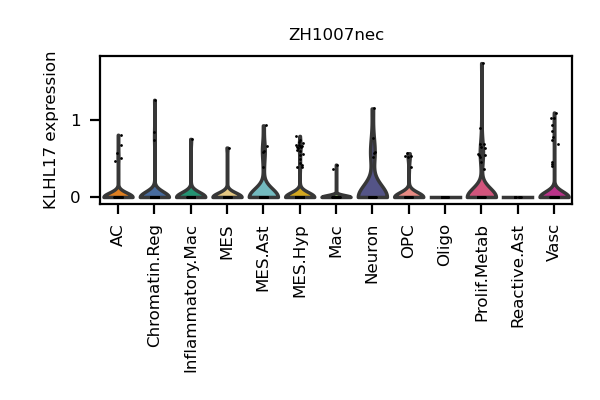 ZH1007nec
KLHL17 expression
1
0
AC
Chromatin.Reg
Inflammatory.Mac
MES
MES.Ast
MES.Hyp
Mac
Neuron
OPC
Oligo
Prolif.Metab
Reactive.Ast
Vasc